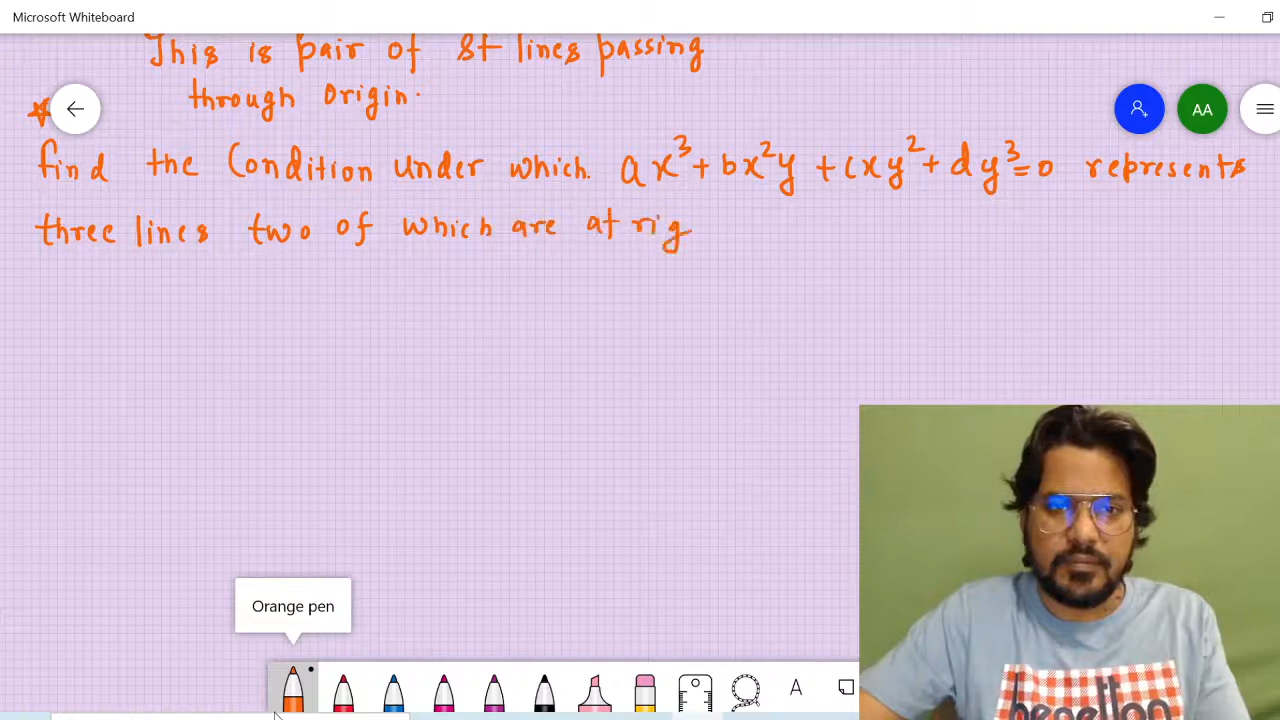 Microsoft Whiteboard
This is pair of st lines passing
through origin.
AA
find the Condition under which. ax³ + bx²y + cxy² + dy³ = 0 represents
three lines two of which are at rig
Orange pen
A
benetton